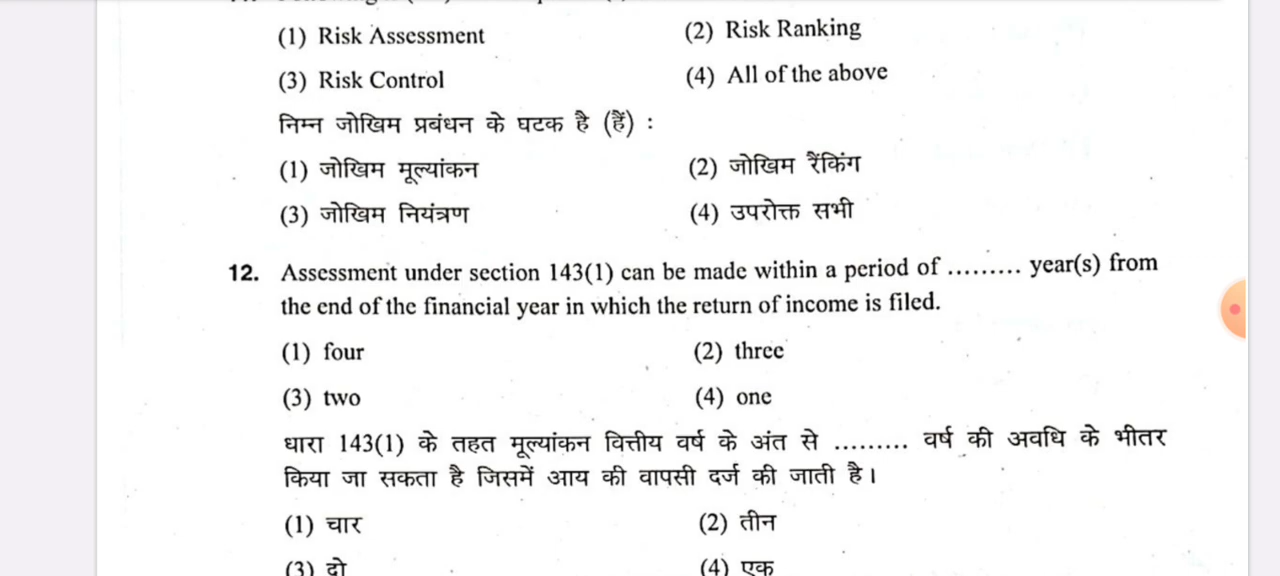 (1) Risk Assessment (2) Risk Ranking
(3) Risk Control (4) All of the above
निम्न जोखिम प्रबंधन के घटक है (हैं) :
(1) जोखिम मूल्यांकन (2) जोखिम रैंकिंग
(3) जोखिम नियंत्रण (4) उपरोक्त सभी
12. Assessment under section 143(1) can be made within a period of ......... year(s) from
the end of the financial year in which the return of income is filed.
(1) four (2) three
(3) two (4) one
धारा 143(1) के तहत मूल्यांकन वित्तीय वर्ष के अंत से ......... वर्ष की अवधि के भीतर
किया जा सकता है जिसमें आय की वापसी दर्ज की जाती है।
(1) चार (2) तीन
(3) दो (4) एक